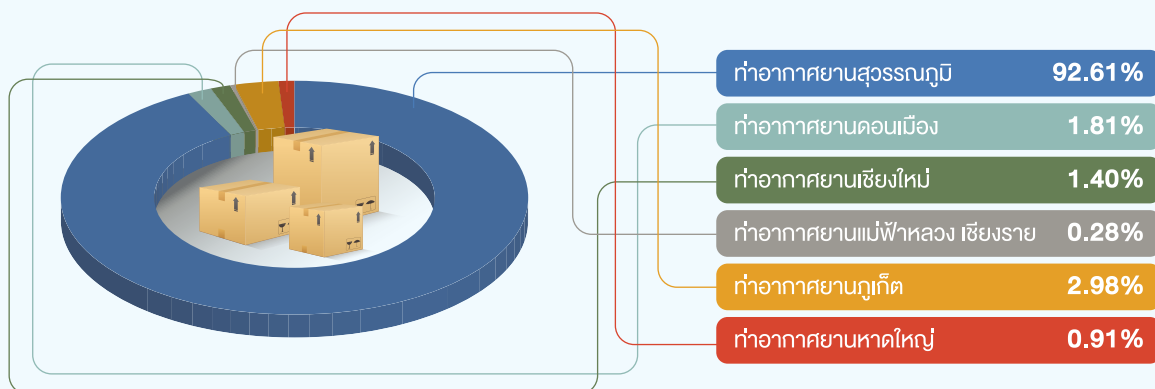 ท่าอากาศยานสุวรรณภูมิ 92.61%
ท่าอากาศยานดอนเมือง 1.81%
ท่าอากาศยานเชียงใหม่ 1.40%
ท่าอากาศยานแม่ฟ้าหลวง เชียงราย 0.28%
ท่าอากาศยานภูเก็ต 2.98%
ท่าอากาศยานหาดใหญ่ 0.91%